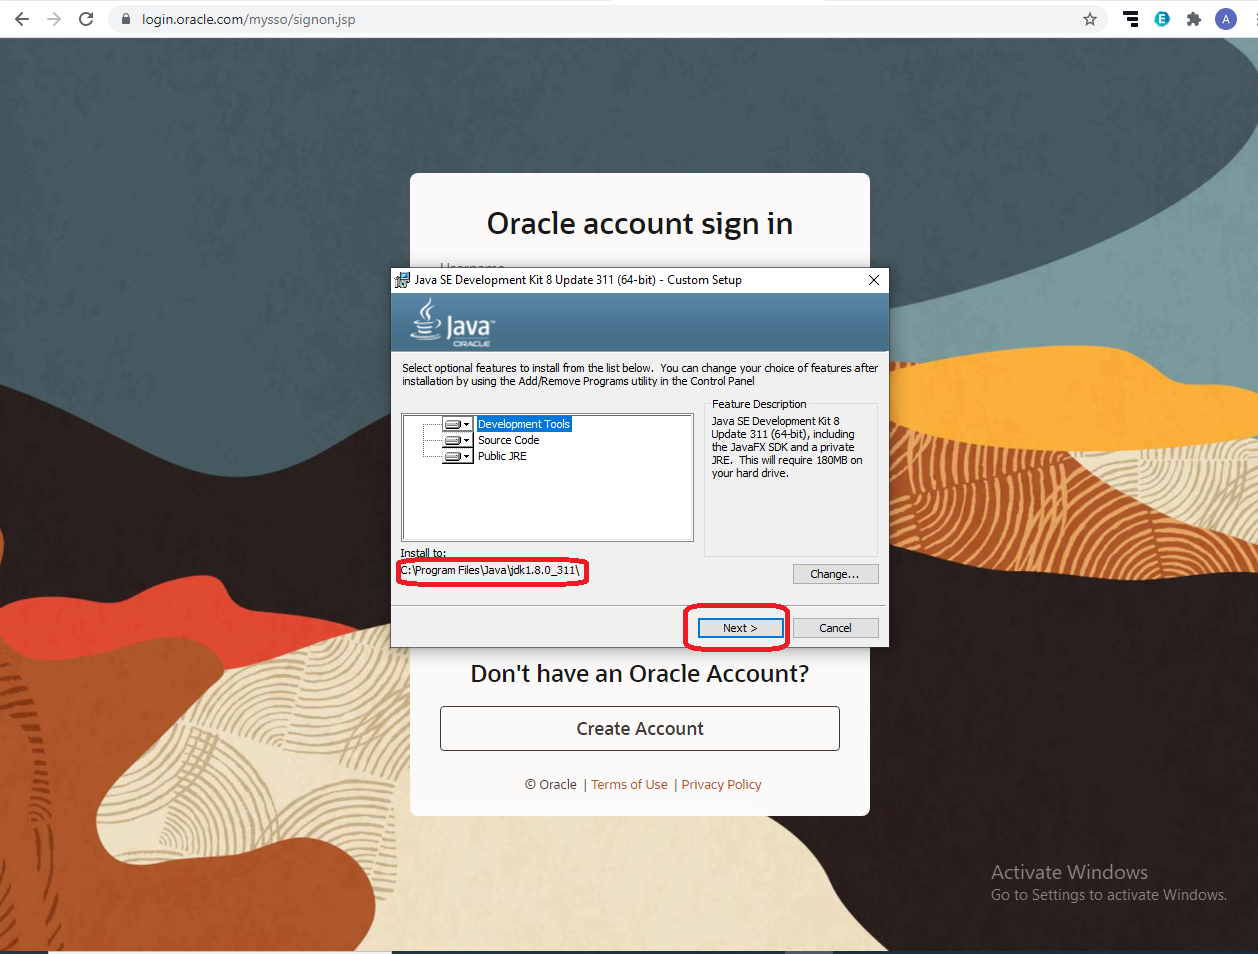 login.oracle.com/mysso/signon.jsp
E
A
Oracle account sign in
Username
Java SE Development Kit 8 Update 311 (64-bit) - Custom Setup
Java™
ORACLE
Select optional features to install from the list below. You can change your choice of features after
installation by using the Add/Remove Programs utility in the Control Panel
Development Tools
Source Code
Public JRE
Feature Description
Java SE Development Kit 8
Update 311 (64-bit), including
the JavaFX SDK and a private
JRE. This will require 180MB on
your hard drive.
Install to:
C:\Program Files\Java\jdk1.8.0_311\
Change...
Next >
Cancel
Don't have an Oracle Account?
Create Account
© Oracle | Terms of Use | Privacy Policy
Activate Windows
Go to Settings to activate Windows.